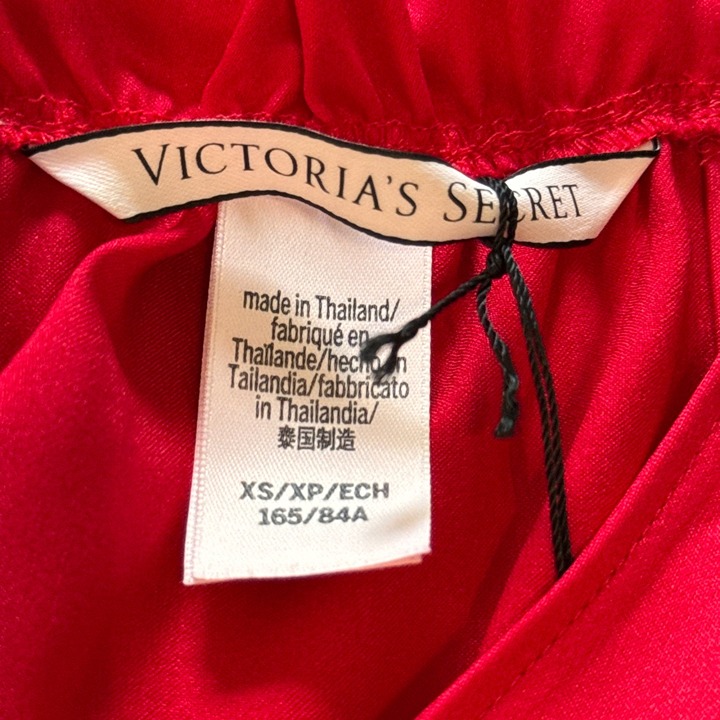 VICTORIA'S SECRET
made in Thailand/
fabriqué en
Thaïlande/hecho en
Tailandia/fabbricato
in Thailandia/
泰国制造
XS/XP/ECH
165/84A